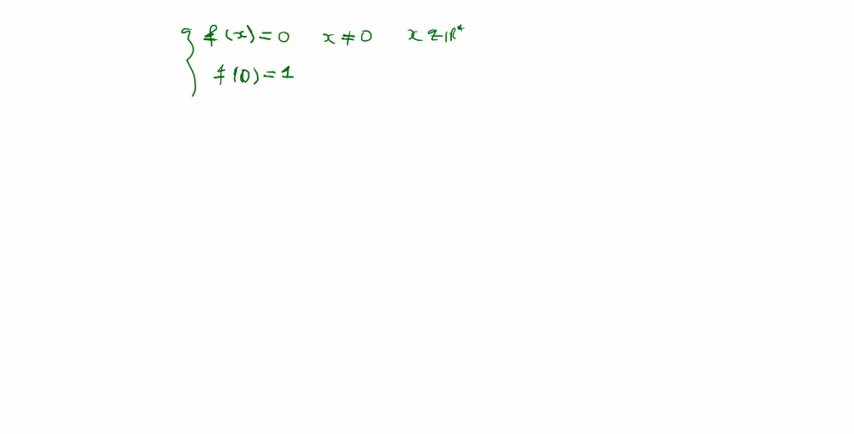 { f(x) = 0 x ≠ 0 x ∈ ℝ*
f(0) = 1